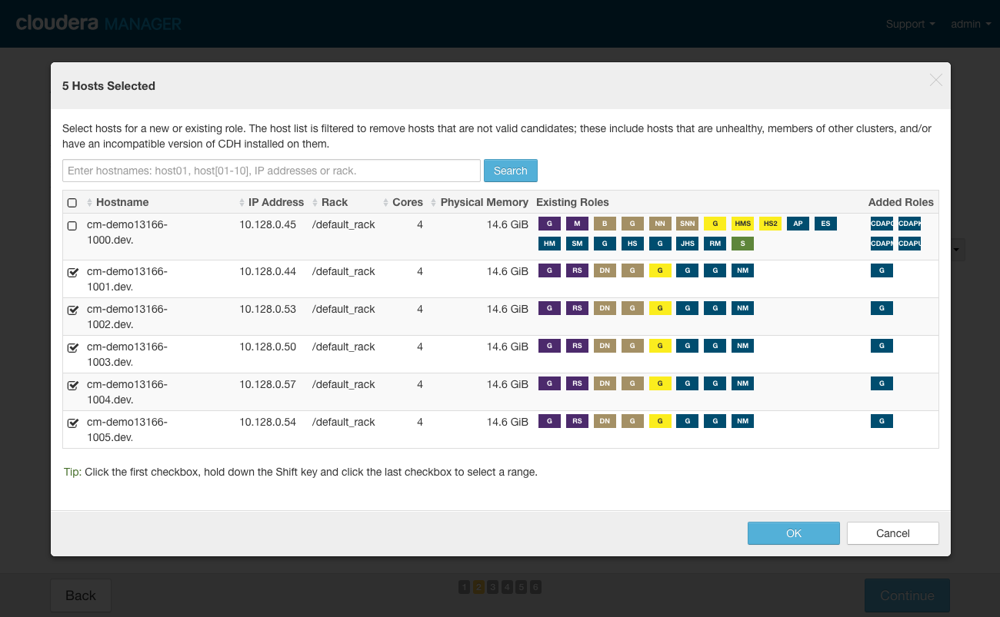 cloudera MANAGER
Support admin
5 Hosts Selected
Select hosts for a new or existing role. The host list is filtered to remove hosts that are not valid candidates; these include hosts that are unhealthy, members of other clusters, and/or
have an incompatible version of CDH installed on them.
Enter hostnames: host01, host[01-10], IP addresses or rack. Search
Hostname IP Address Rack Cores Physical Memory Existing Roles Added Roles
cm-demo13166- 10.128.0.45 /default_rack 4 14.6 GiB G M B G NN SNN G HMS HS2 AP ES
1000.dev. HM SM G HS G JHS RM S
cm-demo13166- 10.128.0.44 /default_rack 4 14.6 GiB G RS DN G G G G NM G
1001.dev.
cm-demo13166- 10.128.0.53 /default_rack 4 14.6 GiB G RS DN G G G G NM G
1002.dev.
cm-demo13166- 10.128.0.50 /default_rack 4 14.6 GiB G RS DN G G G G NM G
1003.dev.
cm-demo13166- 10.128.0.57 /default_rack 4 14.6 GiB G RS DN G G G G NM G
1004.dev.
cm-demo13166- 10.128.0.54 /default_rack 4 14.6 GiB G RS DN G G G G NM G
1005.dev.
Tip: Click the first checkbox, hold down the Shift key and click the last checkbox to select a range.
OK Cancel
Back 1 2 3 4 5 6 Continue